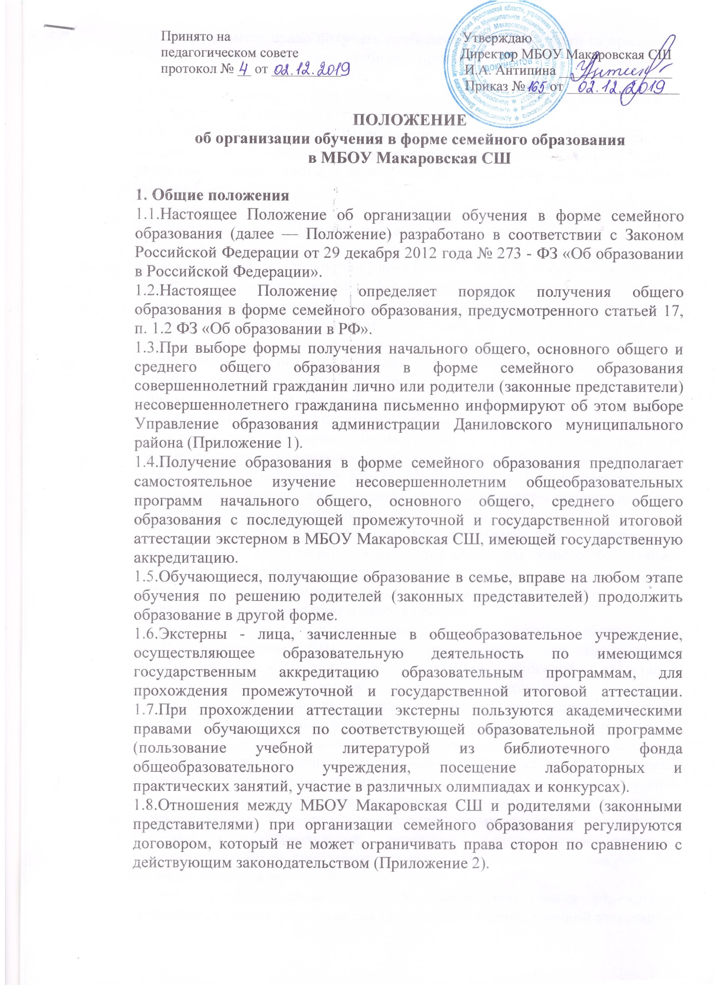 Принято на
педагогическом совете
протокол № 4 от 02.12.2019
Утверждаю
Директор МБОУ Макаровская СШ
И.А. Антипина
Приказ № 165 от 02.12.2019
ДЛЯ
ДОКУМЕНТОВ
ПОЛОЖЕНИЕ
об организации обучения в форме семейного образования
в МБОУ Макаровская СШ
1. Общие положения
1.1.Настоящее Положение об организации обучения в форме семейного
образования (далее — Положение) разработано в соответствии с Законом
Российской Федерации от 29 декабря 2012 года № 273 - ФЗ «Об образовании
в Российской Федерации».
1.2.Настоящее Положение определяет порядок получения общего
образования в форме семейного образования, предусмотренного статьей 17,
п. 1.2 ФЗ «Об образовании в РФ».
1.3.При выборе формы получения начального общего, основного общего и
среднего общего образования в форме семейного образования
совершеннолетний гражданин лично или родители (законные представители)
несовершеннолетнего гражданина письменно информируют об этом выборе
Управление образования администрации Даниловского муниципального
района (Приложение 1).
1.4.Получение образования в форме семейного образования предполагает
самостоятельное изучение несовершеннолетним общеобразовательных
программ начального общего, основного общего, среднего общего
образования с последующей промежуточной и государственной итоговой
аттестации экстерном в МБОУ Макаровская СШ, имеющей государственную
аккредитацию.
1.5.Обучающиеся, получающие образование в семье, вправе на любом этапе
обучения по решению родителей (законных представителей) продолжить
образование в другой форме.
1.6.Экстерны - лица, зачисленные в общеобразовательное учреждение,
осуществляющее образовательную деятельность по имеющимся
государственным аккредитацию образовательным программам, для
прохождения промежуточной и государственной итоговой аттестации.
1.7.При прохождении аттестации экстерны пользуются академическими
правами обучающихся по соответствующей образовательной программе
(пользование учебной литературой из библиотечного фонда
общеобразовательного учреждения, посещение лабораторных и
практических занятий, участие в различных олимпиадах и конкурсах).
1.8.Отношения между МБОУ Макаровская СШ и родителями (законными
представителями) при организации семейного образования регулируются
договором, который не может ограничивать права сторон по сравнению с
действующим законодательством (Приложение 2).